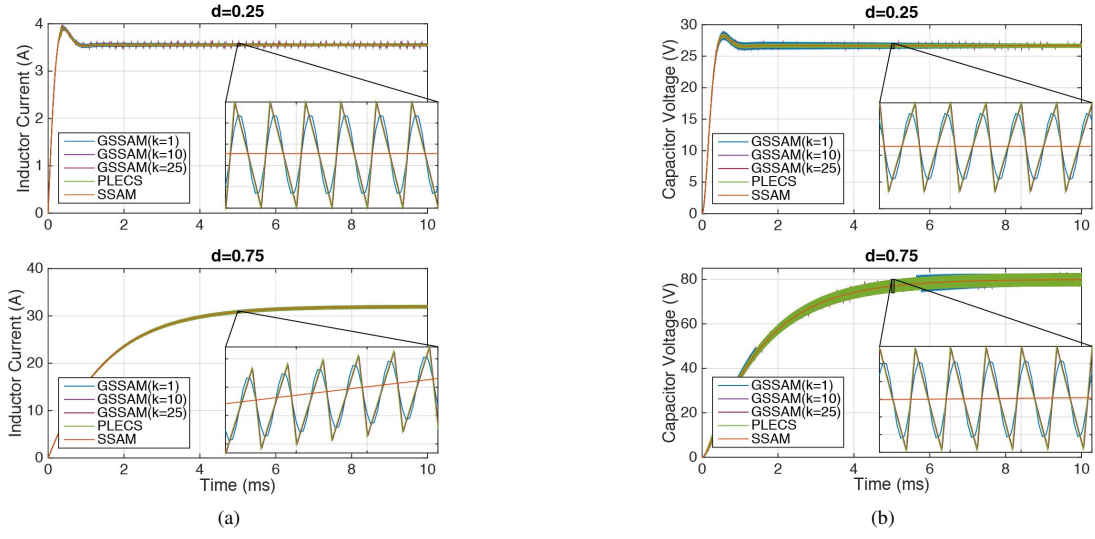 d=0.25
Inductor Current (A)
4
3
2
1
0
GSSAM(k=1)
GSSAM(k=10)
GSSAM(k=25)
PLECS
SSAM
0 2 4 6 8 10
d=0.75
Inductor Current (A)
40
30
20
10
0
GSSAM(k=1)
GSSAM(k=10)
GSSAM(k=25)
PLECS
SSAM
0 2 4 6 8 10
Time (ms)
(a)
d=0.25
Capacitor Voltage (V)
30
25
20
15
10
5
0
GSSAM(k=1)
GSSAM(k=10)
GSSAM(k=25)
PLECS
SSAM
0 2 4 6 8 10
d=0.75
Capacitor Voltage (V)
80
60
40
20
0
GSSAM(k=1)
GSSAM(k=10)
GSSAM(k=25)
PLECS
SSAM
0 2 4 6 8 10
Time (ms)
(b)